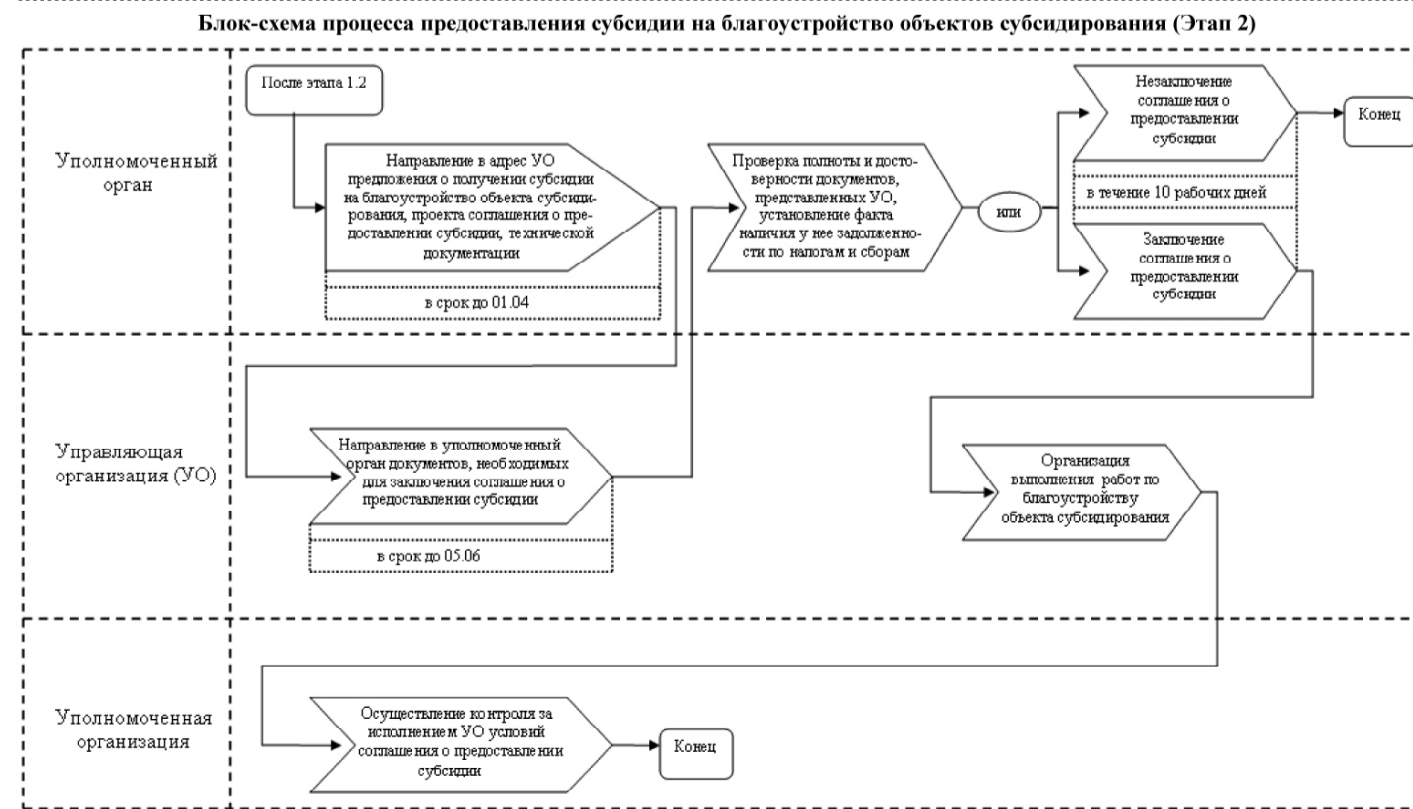 Блок-схема процесса предоставления субсидии на благоустройство объектов субсидирования (Этап 2)
Уполномоченный
орган
После этапа 1.2
Направление в адрес УО
предложения о получении субсидии
на благоустройство объекта субсиди-
рования, проекта соглашения о пре-
доставлении субсидии, технической
документации
в срок до 01.04
Проверка полноты и досто-
верности документов,
представленных УО,
установление факта
наличия у нее задолженно-
сти по налогам и сборам
или
Незаключение
соглашения о
предоставлении
субсидии
Конец
в течение 10 рабочих дней
Заключение
соглашения о
предоставлении
субсидии
Управляющая
организация (УО)
Направление в уполномоченный
орган документов, необходимых
для заключения соглашения о
предоставлении субсидии
в срок до 05.06
Организация
выполнения работ по
благоустройству
объекта субсидирования
Уполномоченная
организация
Осуществление контроля за
исполнением УО условий
соглашения о предоставлении
субсидии
Конец